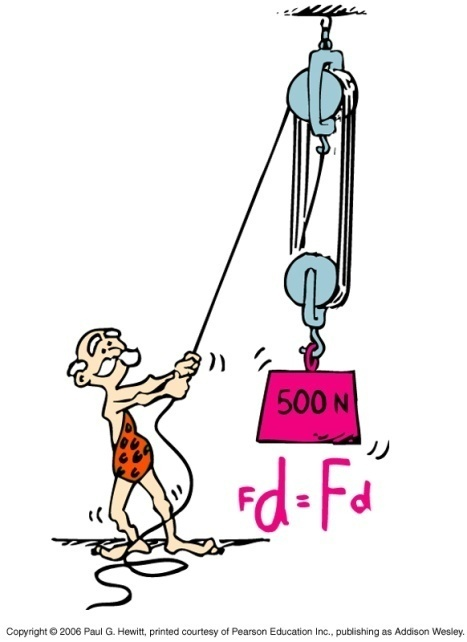 500 N
Fd = Fd
Copyright © 2006 Paul G. Hewitt, printed courtesy of Pearson Education Inc., publishing as Addison Wesley.